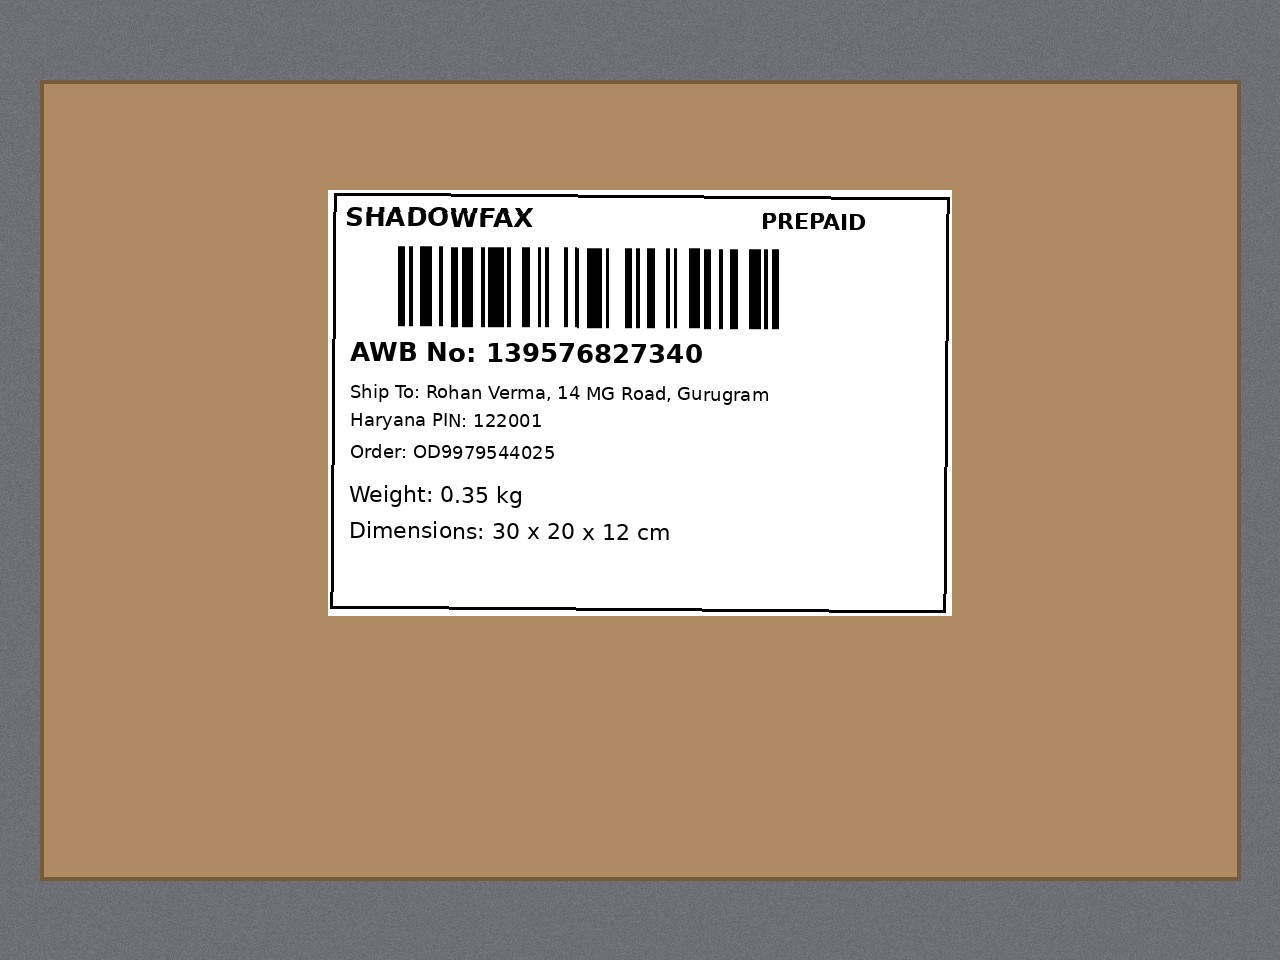 SHADOWFAX PREPAID
AWB No: 139576827340
Ship To: Rohan Verma, 14 MG Road, Gurugram
Haryana PIN: 122001
Order: OD9979544025
Weight: 0.35 kg
Dimensions: 30 x 20 x 12 cm